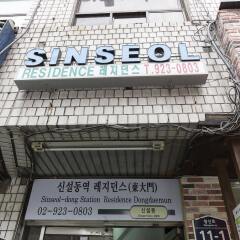 SINSEOL
RESIDENCE 레지던스 T.923-0803
신설동역 레지던스(東大門)
Sinseol-dong Station Residence Dongdaemun
02-923-0803
신설동
11-1